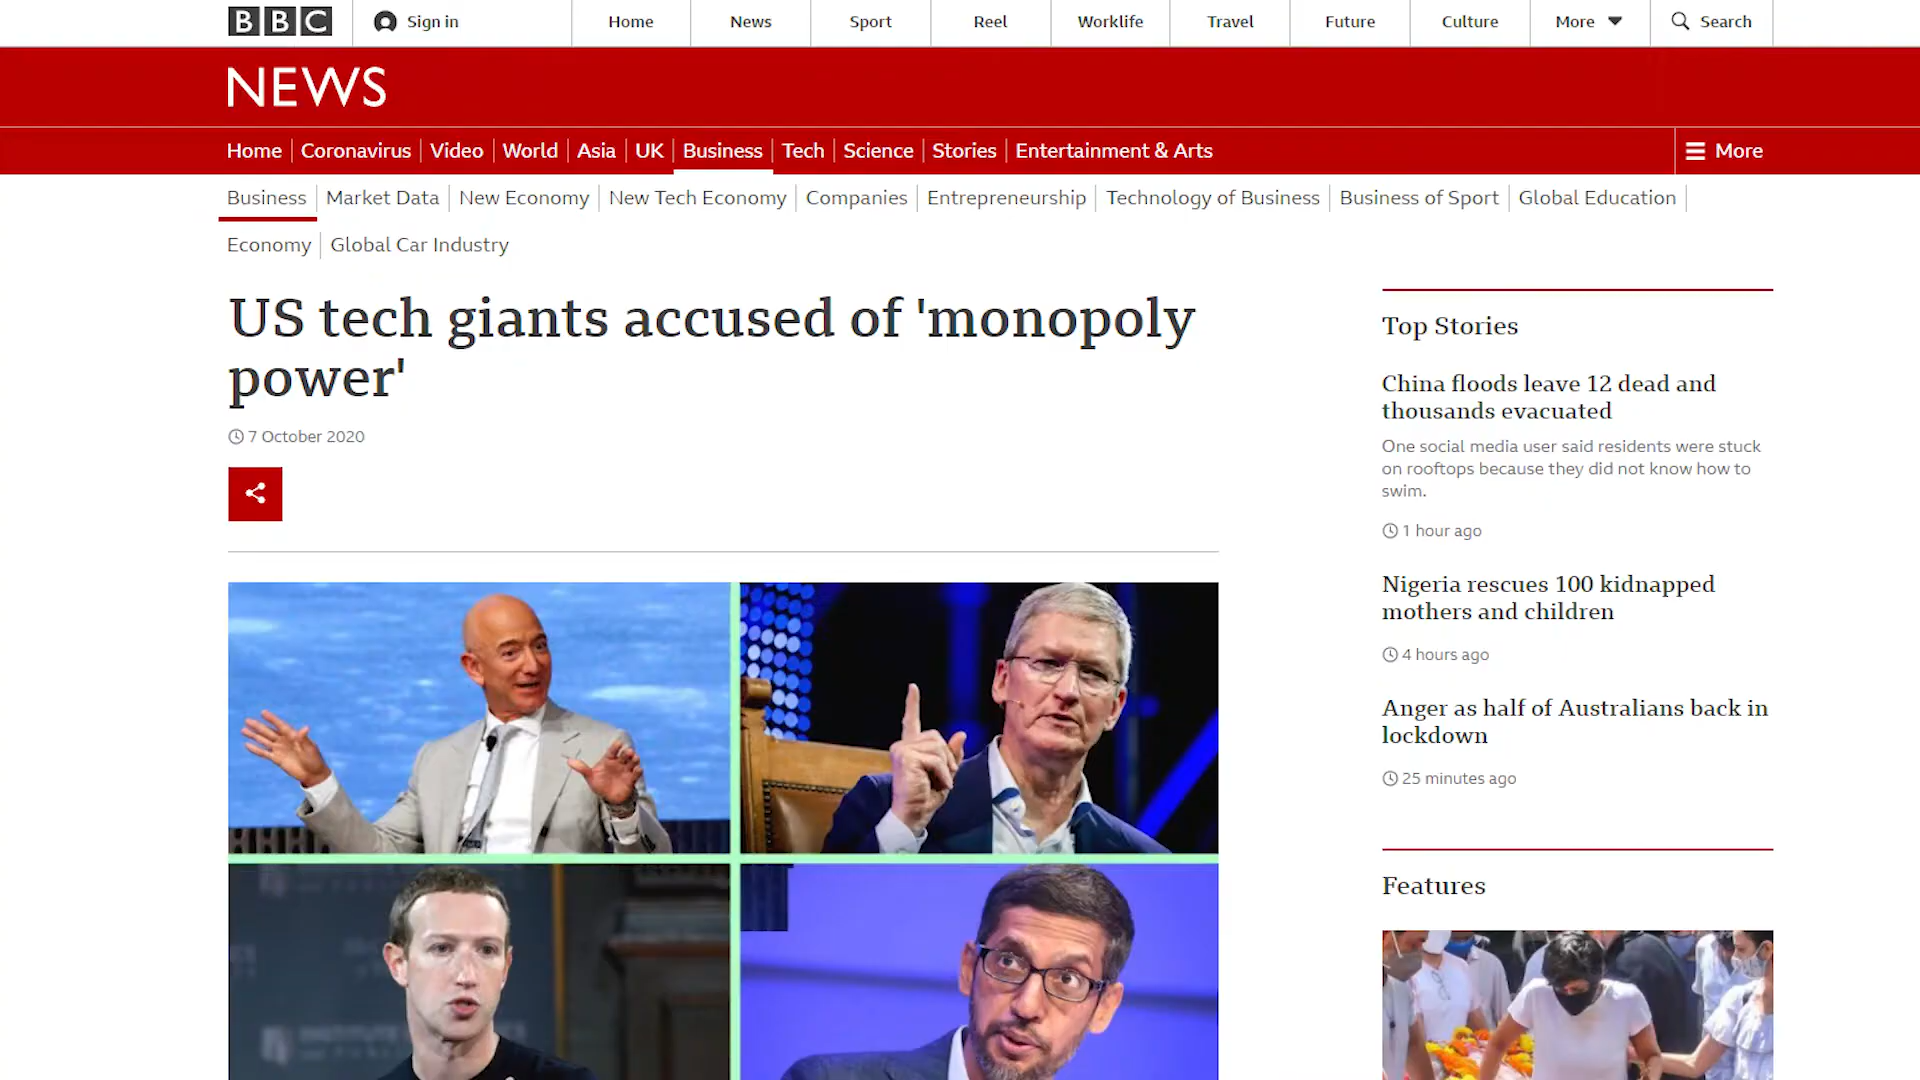 BBC
Sign in
Home
News
Sport
Reel
Worklife
Travel
Future
Culture
More
Search
NEWS
Home
Coronavirus
Video
World
Asia
UK
Business
Tech
Science
Stories
Entertainment & Arts
More
Business
Market Data
New Economy
New Tech Economy
Companies
Entrepreneurship
Technology of Business
Business of Sport
Global Education
Economy
Global Car Industry
US tech giants accused of 'monopoly
power'
7 October 2020
Top Stories
China floods leave 12 dead and
thousands evacuated
One social media user said residents were stuck
on rooftops because they did not know how to
swim.
1 hour ago
Nigeria rescues 100 kidnapped
mothers and children
4 hours ago
Anger as half of Australians back in
lockdown
25 minutes ago
Features